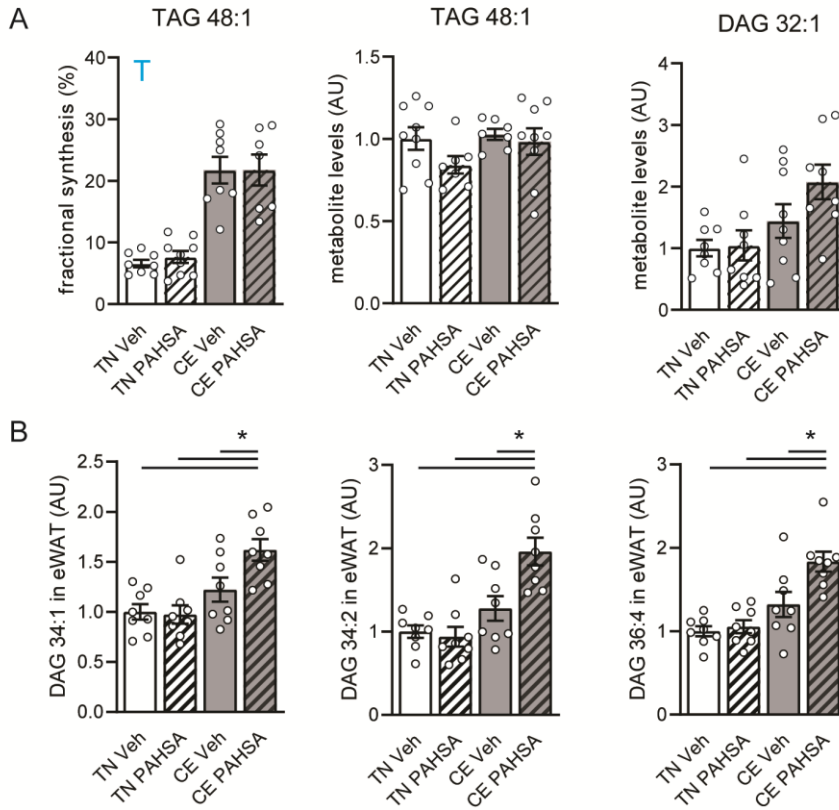 A
TAG 48:1
TAG 48:1
DAG 32:1
fractional synthesis (%)
40
30
20
10
0
T
TN Veh
TN PAHSA
CE Veh
CE PAHSA
metabolite levels (AU)
1.5
1.0
0.5
0.0
TN Veh
TN PAHSA
CE Veh
CE PAHSA
metabolite levels (AU)
4
3
2
1
0
TN Veh
TN PAHSA
CE Veh
CE PAHSA
B
DAG 34:1 in eWAT (AU)
2.5
2.0
1.5
1.0
0.5
0.0
*
TN Veh
TN PAHSA
CE Veh
CE PAHSA
DAG 34:2 in eWAT (AU)
3
2
1
0
*
TN Veh
TN PAHSA
CE Veh
CE PAHSA
DAG 36:4 in eWAT (AU)
3
2
1
0
*
TN Veh
TN PAHSA
CE Veh
CE PAHSA